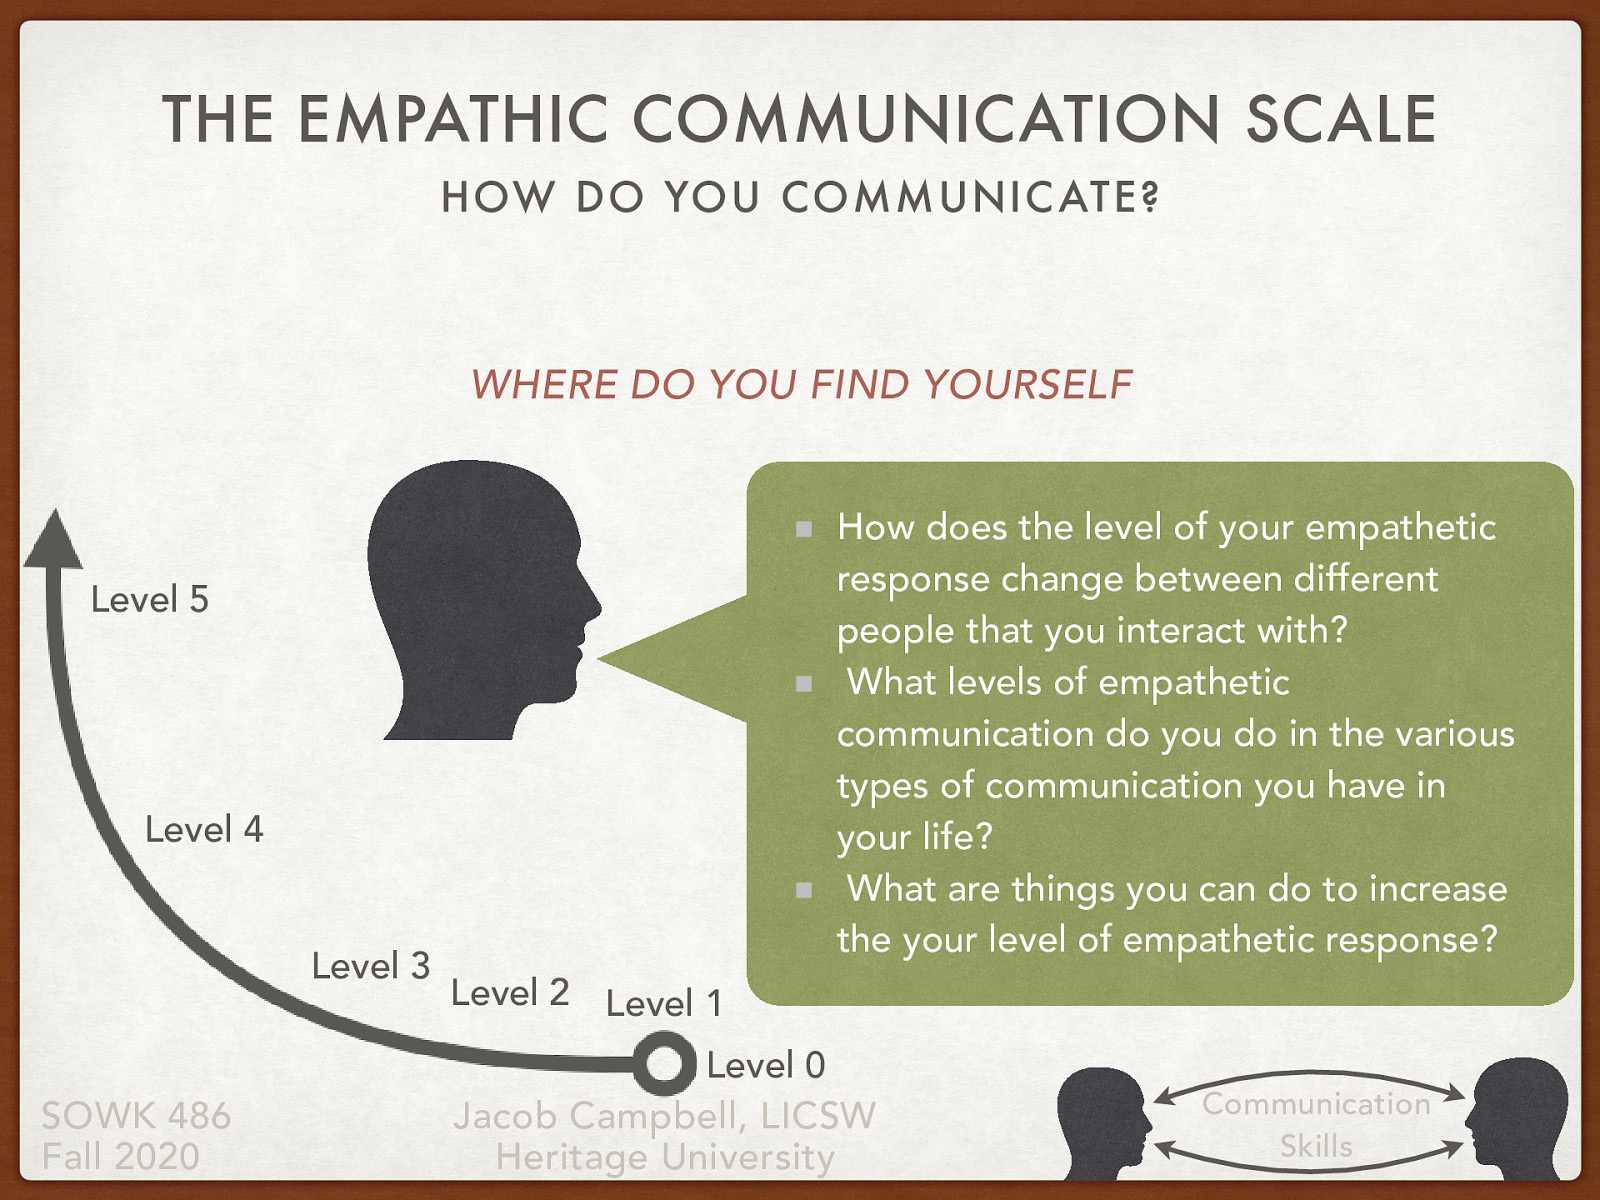 THE EMPATHIC COMMUNICATION SCALE
HOW DO YOU COMMUNICATE?
WHERE DO YOU FIND YOURSELF
How does the level of your empathetic
response change between different
people that you interact with?
What levels of empathetic
communication do you do in the various
types of communication you have in
your life?
What are things you can do to increase
the your level of empathetic response?
Level 5
Level 4
Level 3
Level 2
Level 1
Level 0
SOWK 486
Fall 2020
Jacob Campbell, LICSW
Heritage University
Communication
Skills